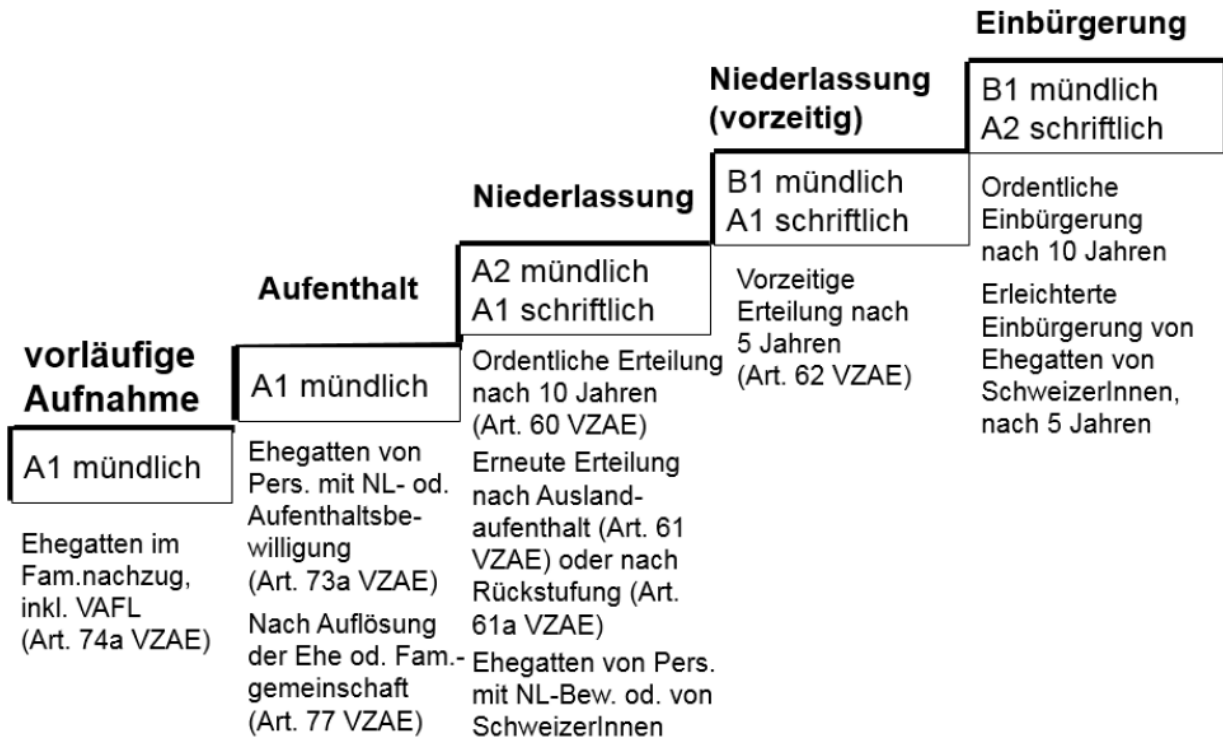 vorläufige
Aufnahme
A1 mündlich
Ehegatten im
Fam.nachzug,
inkl. VAFL
(Art. 74a VZAE)
Aufenthalt
A1 mündlich
Ehegatten von
Pers. mit NL- od.
Aufenthaltsbe-
willigung
(Art. 73a VZAE)
Nach Auflösung
der Ehe od. Fam.-
gemeinschaft
(Art. 77 VZAE)
Niederlassung
A2 mündlich
A1 schriftlich
Ordentliche Erteilung
nach 10 Jahren
(Art. 60 VZAE)
Erneute Erteilung
nach Ausland-
aufenthalt (Art. 61
VZAE) oder nach
Rückstufung (Art.
61a VZAE)
Ehegatten von Pers.
mit NL-Bew. od. von
SchweizerInnen
Niederlassung
(vorzeitig)
B1 mündlich
A1 schriftlich
Vorzeitige
Erteilung nach
5 Jahren
(Art. 62 VZAE)
Einbürgerung
B1 mündlich
A2 schriftlich
Ordentliche
Einbürgerung
nach 10 Jahren
Erleichterte
Einbürgerung von
Ehegatten von
SchweizerInnen,
nach 5 Jahren